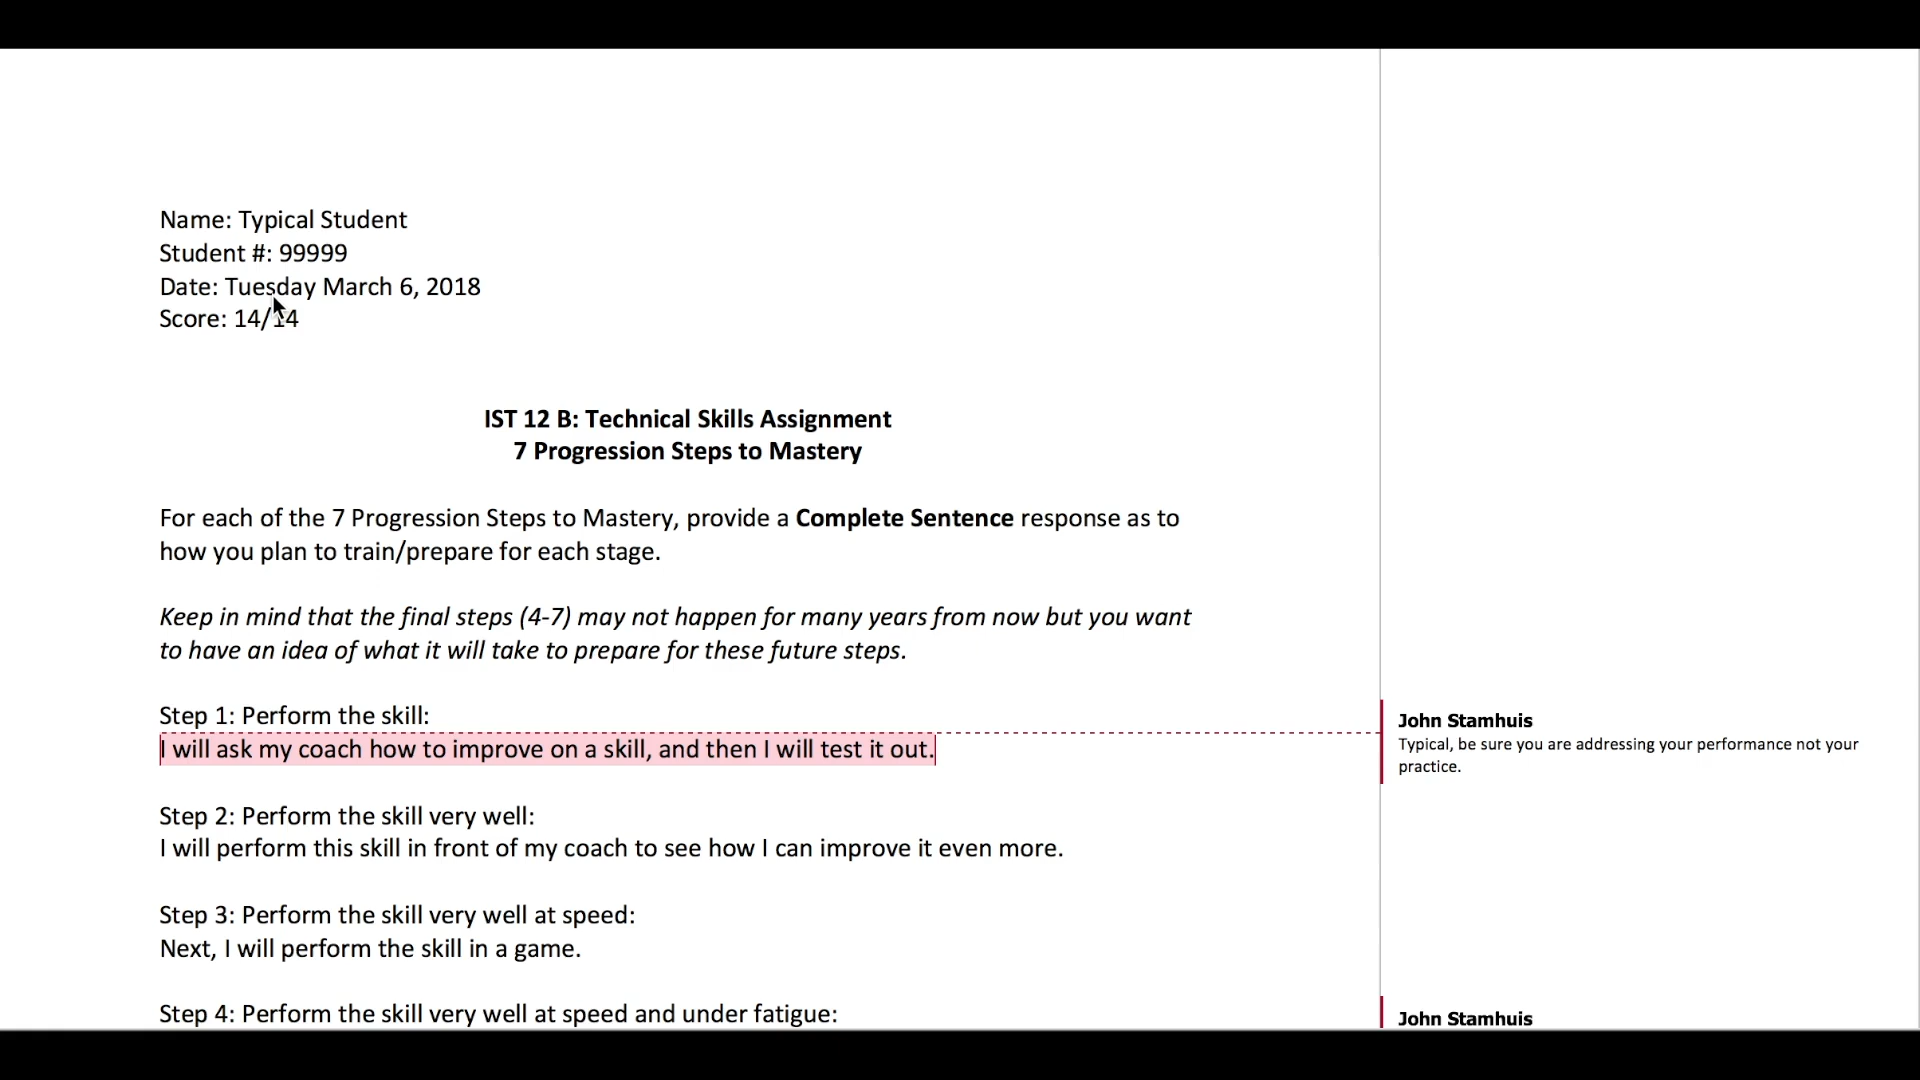 Name: Typical Student
Student #: 99999
Date: Tuesday March 6, 2018
Score: 14/14
IST 12 B: Technical Skills Assignment
7 Progression Steps to Mastery
For each of the 7 Progression Steps to Mastery, provide a Complete Sentence response as to
how you plan to train/prepare for each stage.
Keep in mind that the final steps (4-7) may not happen for many years from now but you want
to have an idea of what it will take to prepare for these future steps.
Step 1: Perform the skill:
I will ask my coach how to improve on a skill, and then I will test it out.
John Stamhuis
Typical, be sure you are addressing your performance not your
practice.
Step 2: Perform the skill very well:
I will perform this skill in front of my coach to see how I can improve it even more.
Step 3: Perform the skill very well at speed:
Next, I will perform the skill in a game.
Step 4: Perform the skill very well at speed and under fatigue:
John Stamhuis